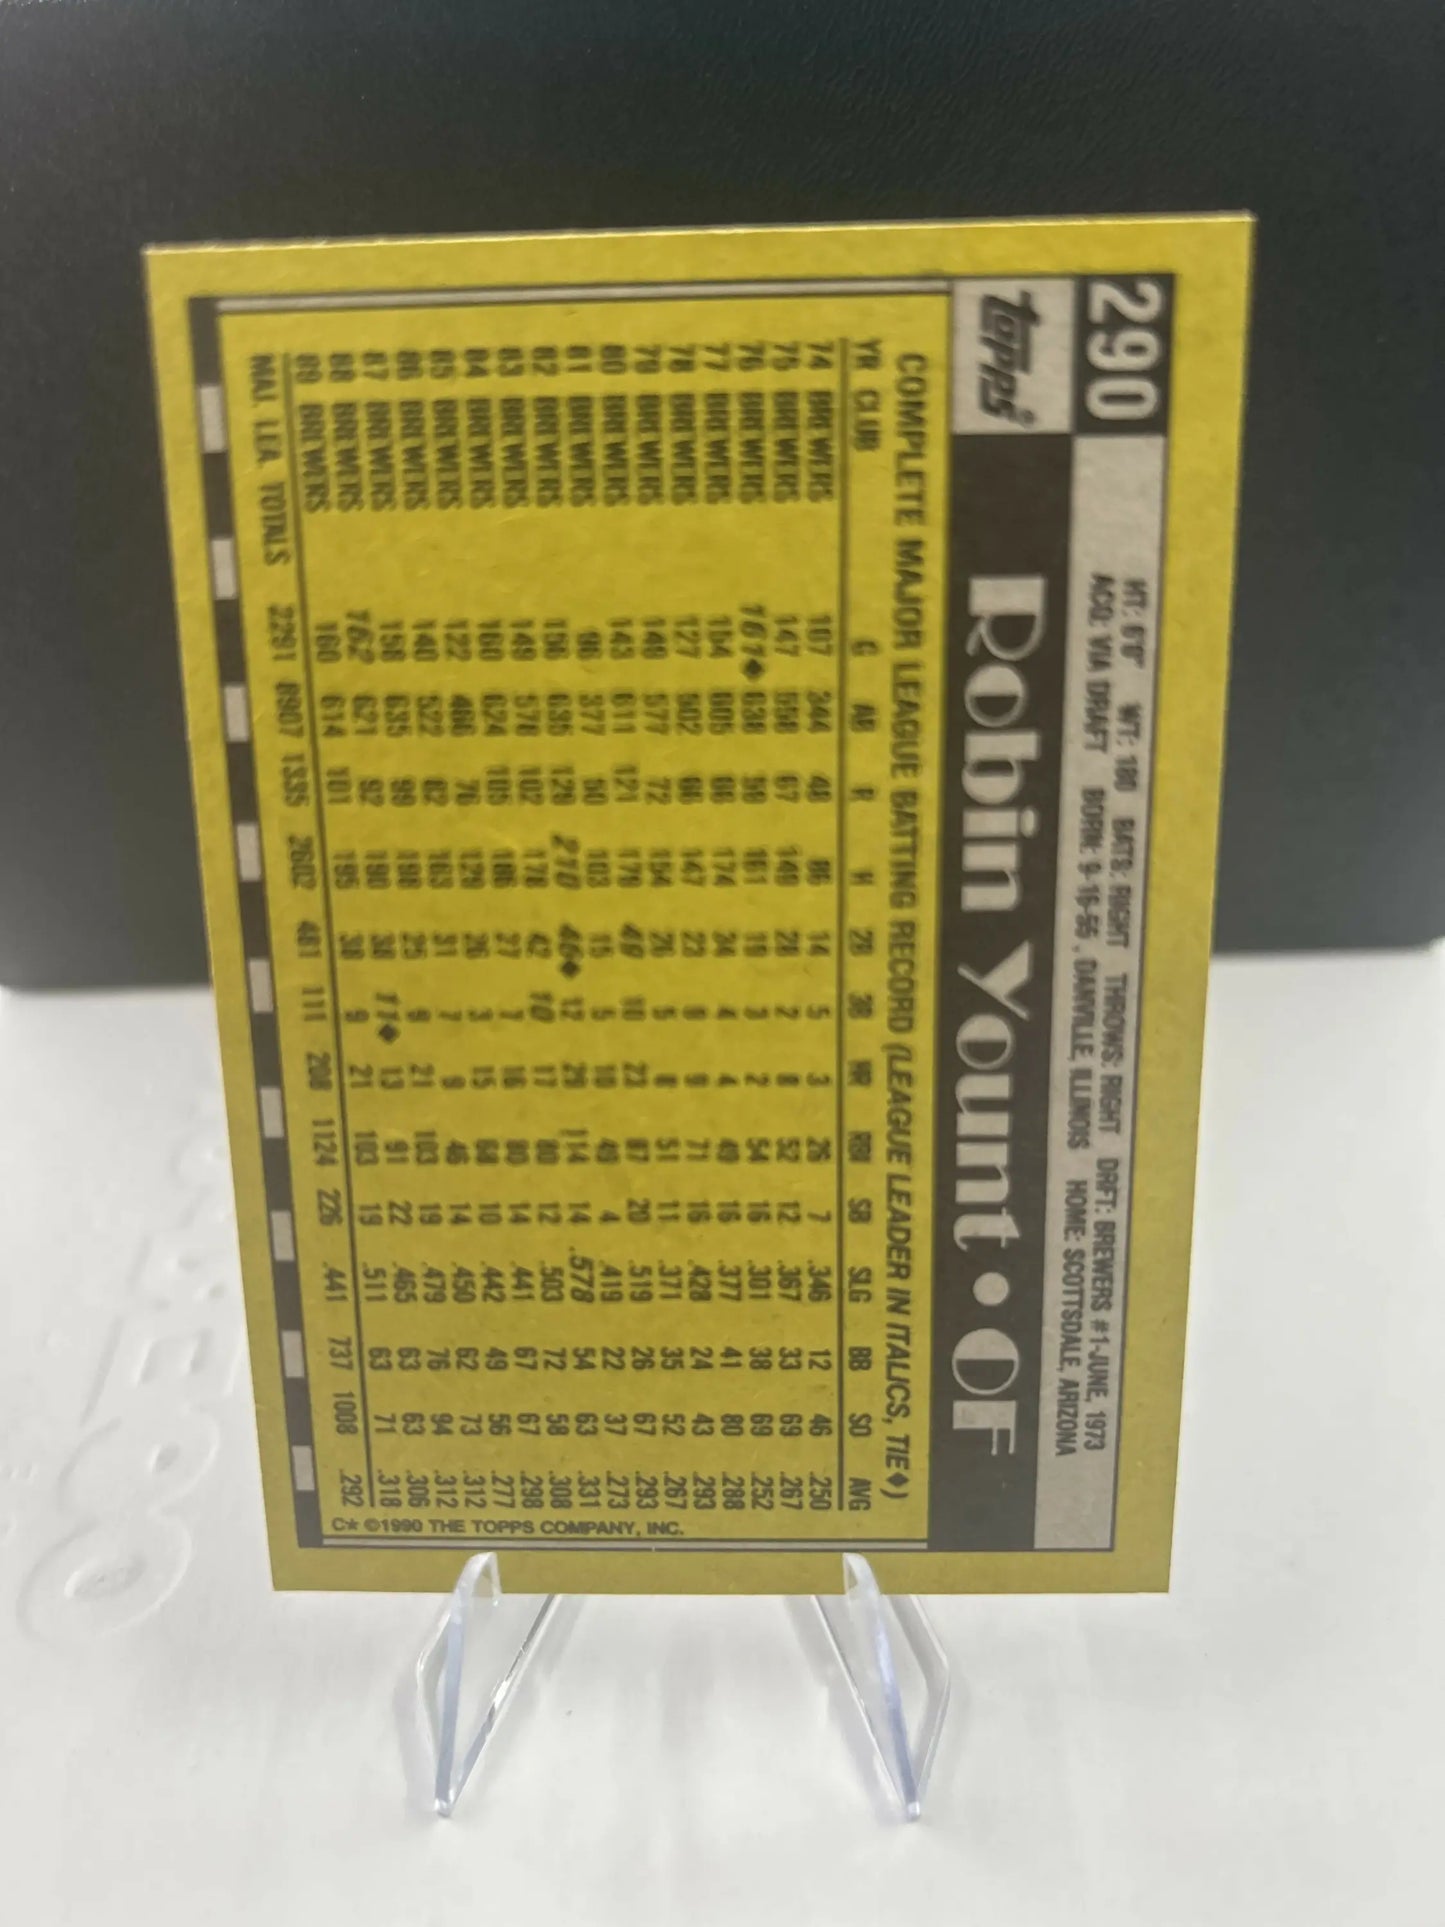 290
HT: 6'0" WT: 180 BATS: RIGHT THROWS: RIGHT DRFT: BREWERS #1-JUNE, 1973
ACQ: VIA DRAFT BORN: 9-16-55, DANVILLE, ILLINOIS HOME: SCOTTSDALE, ARIZONA
Topps
Robin Yount • OF
COMPLETE MAJOR LEAGUE BATTING RECORD (LEAGUE LEADER IN ITALICS, TIE♦)
YR CLUB G AB R H 2B 3B HR RBI SB SLG BB SO AVG
74 BREWERS 107 344 48 86 14 5 3 26 7 .346 12 46 .250
75 BREWERS 147 558 67 149 28 2 8 52 12 .367 33 69 .267
76 BREWERS 161♦ 638 59 161 19 3 2 54 16 .301 38 69 .252
77 BREWERS 154 605 66 174 34 4 4 49 16 .377 41 80 .288
78 BREWERS 127 502 66 147 23 9 9 71 16 .428 24 43 .293
79 BREWERS 149 577 72 154 26 5 8 51 11 .371 35 52 .267
80 BREWERS 143 611 121 179 49 10 23 87 20 .519 26 67 .293
81 BREWERS 96 377 50 103 15 5 10 49 4 .419 22 37 .273
82 BREWERS 156 635 129 210 46♦ 12 29 114 14 .578 54 63 .331
83 BREWERS 149 578 102 178 42 10 17 80 12 .503 72 58 .308
84 BREWERS 160 624 105 186 27 7 16 80 14 .441 67 67 .298
85 BREWERS 122 466 76 129 26 3 15 68 10 .442 49 56 .277
86 BREWERS 140 522 82 163 31 7 9 46 14 .450 62 73 .312
87 BREWERS 158 635 99 198 25 9 21 103 19 .479 76 94 .312
88 BREWERS 162 621 92 190 38 11♦ 13 91 22 .465 63 63 .306
89 BREWERS 160 614 101 195 38 9 21 103 19 .511 63 71 .318
MAJ. LEA. TOTALS 2291 8907 1335 2602 481 111 208 1124 226 .441 737 1008 .292
C* ©1990 THE TOPPS COMPANY, INC.